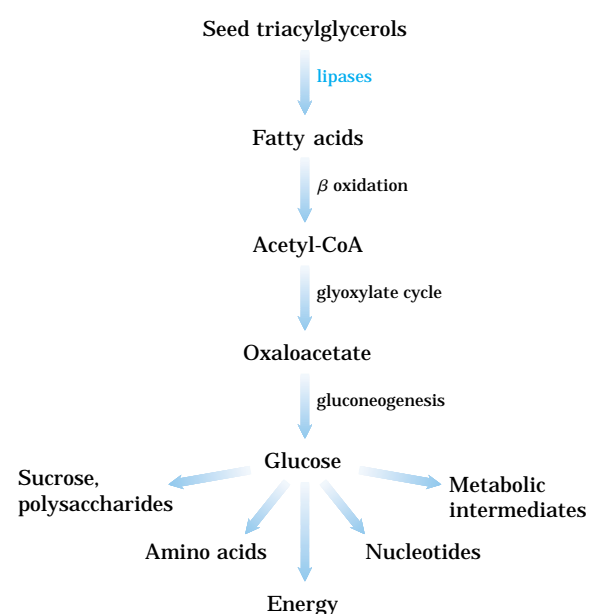 Seed triacylglycerols
lipases
Fatty acids
β oxidation
Acetyl-CoA
glyoxylate cycle
Oxaloacetate
gluconeogenesis
Glucose
Sucrose,
polysaccharides
Metabolic
intermediates
Amino acids
Nucleotides
Energy